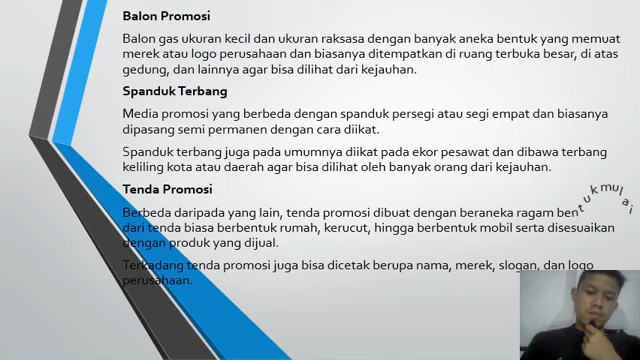 Balon Promosi
Balon gas ukuran kecil dan ukuran raksasa dengan banyak aneka bentuk yang memuat
merek atau logo perusahaan dan biasanya ditempatkan di ruang terbuka besar, di atas
gedung, dan lainnya agar bisa dilihat dari kejauhan.
Spanduk Terbang
Media promosi yang berbeda dengan spanduk persegi atau segi empat dan biasanya
dipasang semi permanen dengan cara diikat.
Spanduk terbang juga pada umumnya diikat pada ekor pesawat dan dibawa terbang
keliling kota atau daerah agar bisa dilihat oleh banyak orang dari kejauhan.
Tenda Promosi
Berbeda daripada yang lain, tenda promosi dibuat dengan beraneka ragam bentukmulai
dari tenda biasa berbentuk rumah, kerucut, hingga berbentuk mobil serta disesuaikan
dengan produk yang dijual.
Terkadang tenda promosi juga bisa dicetak berupa nama, merek, slogan, dan logo
perusahaan.